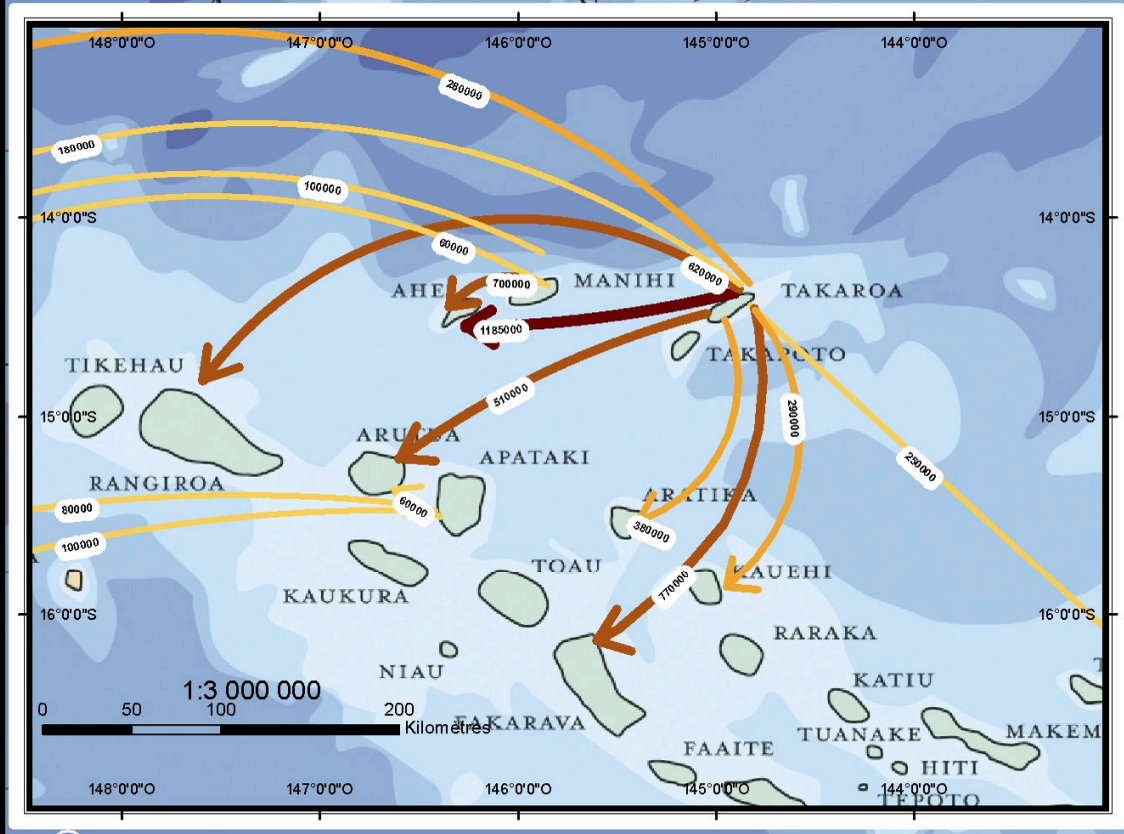 148°0'0"O 147°0'0"O 146°0'0"O 145°0'0"O 144°0'0"O
280000
180000
100000
14°0'0"S 14°0'0"S
60000
620000
700000
MANIHI
AHE
TAKAROA
1185000
TAKAPOTO
TIKEHAU
510000
290000
15°0'0"S 15°0'0"S
ARUTUA
APATAKI
250000
RANGIROA
80000
60000
ARATIKA
380000
100000
TOAU
KAUEHI
770000
KAUKURA
16°0'0"S 16°0'0"S
RARAKA
NIAU
KATIU
1:3 000 000
0 50 100 200
Kilomètres
FAKARAVA
TUANAKE
MAKEM
FAAITE
HITI
148°0'0"O 147°0'0"O 146°0'0"O 145°0'0"O 144°0'0"O
TEPOTO